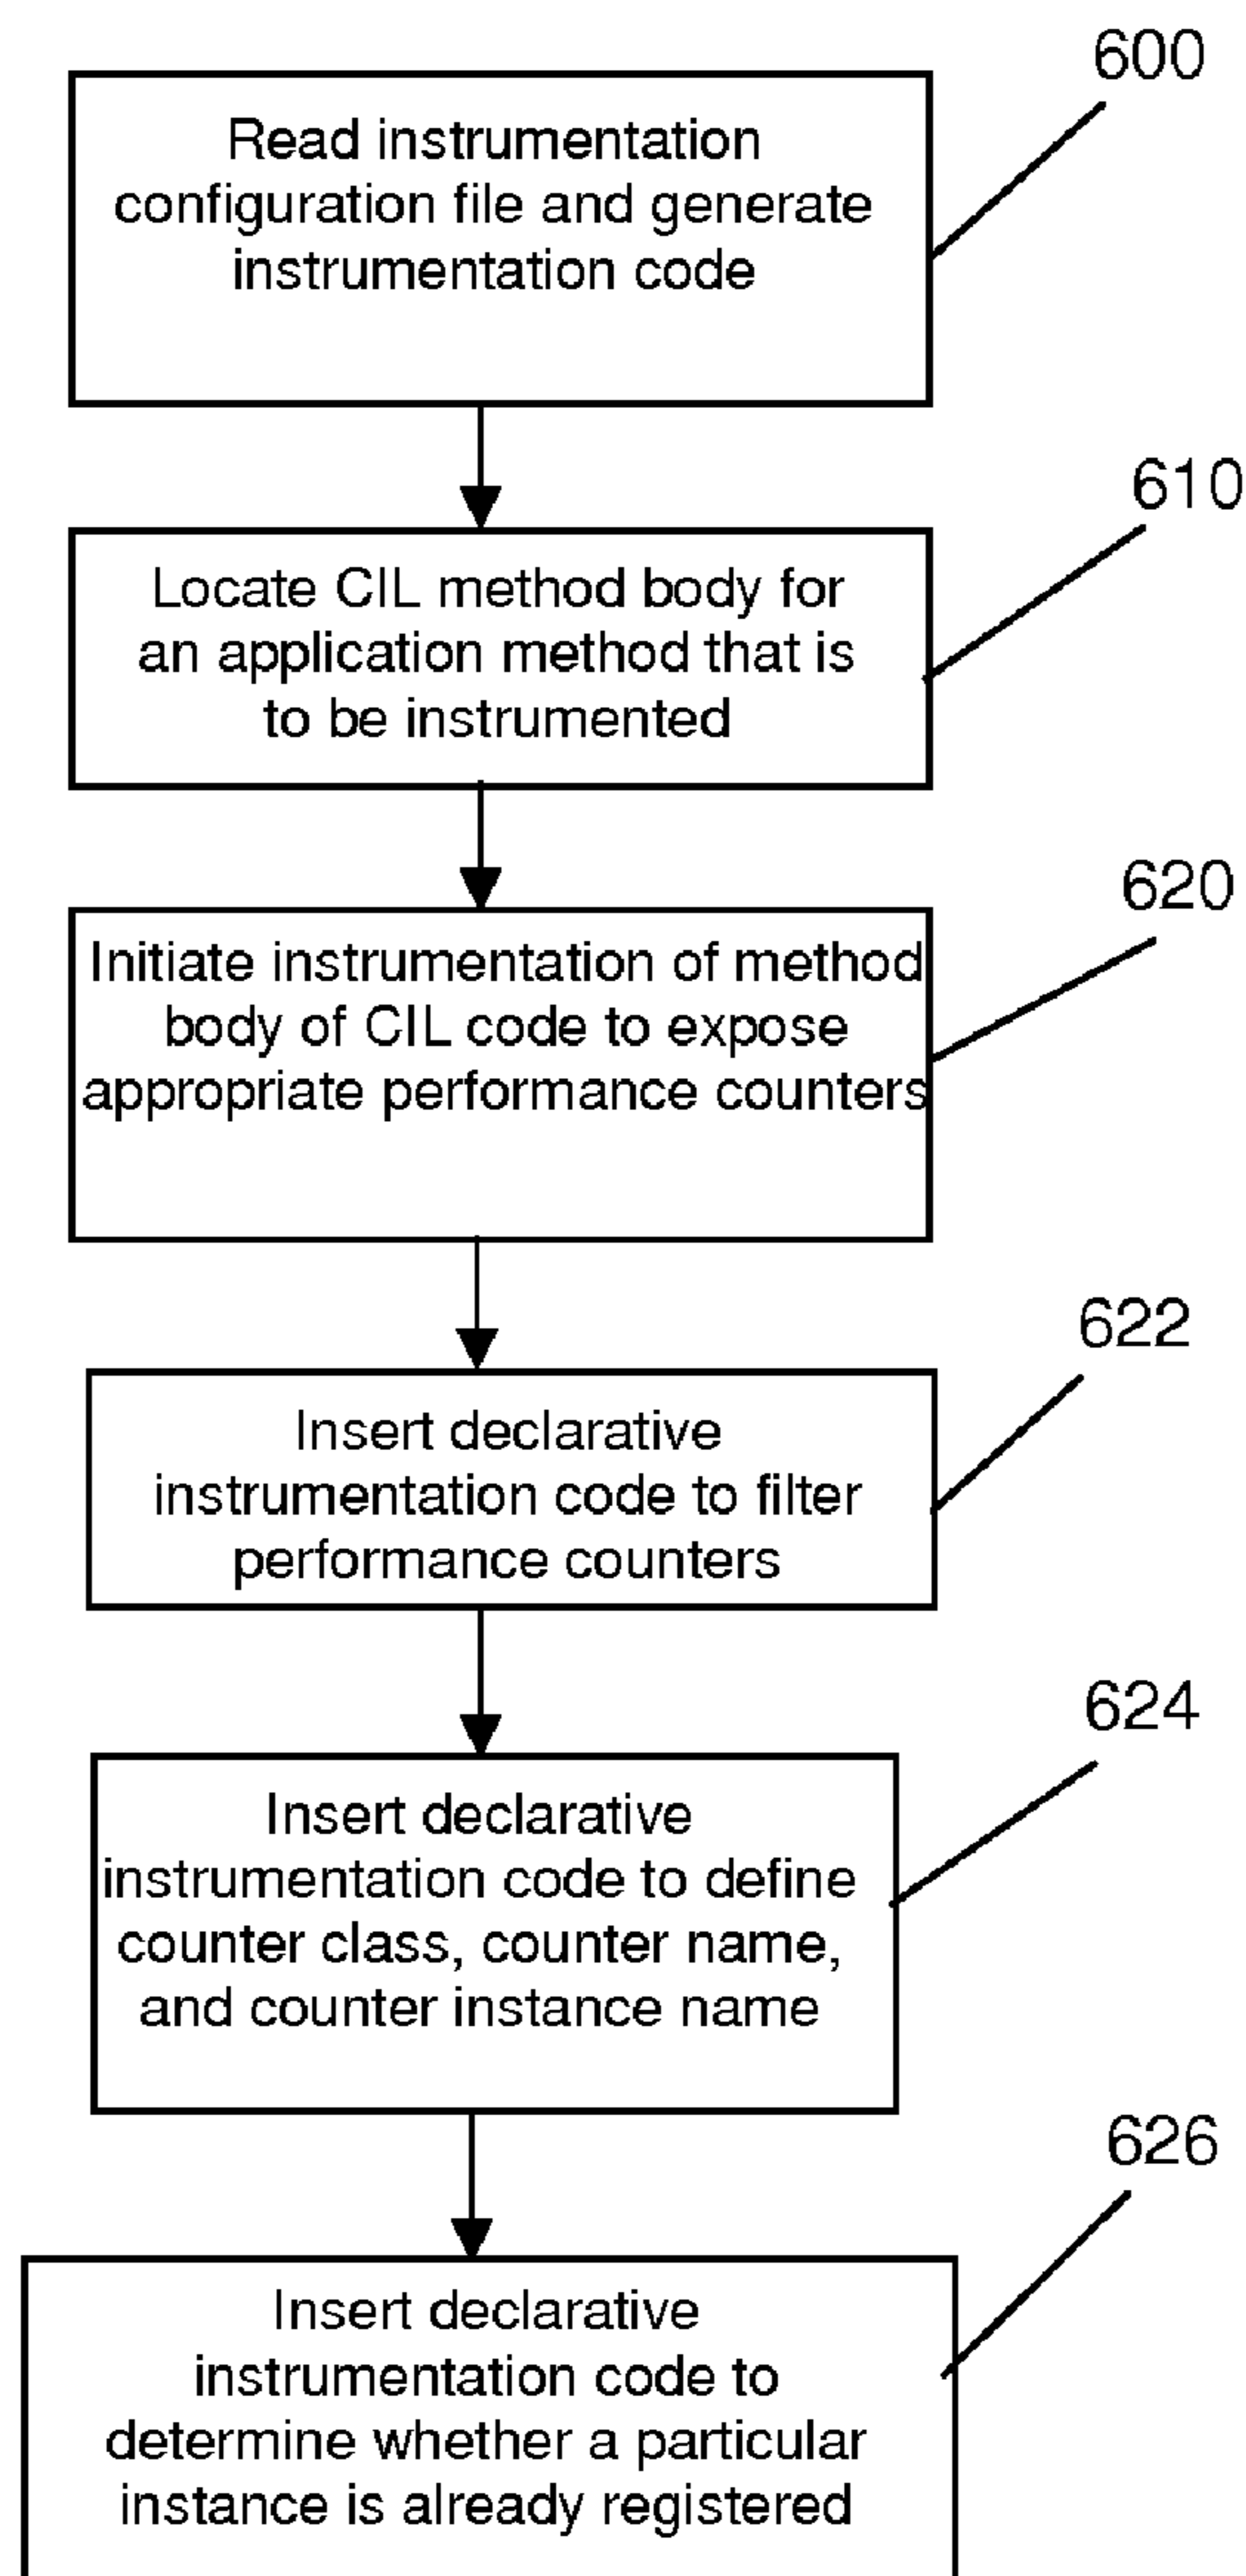 600
Read instrumentation
configuration file and generate
instrumentation code
610
Locate CIL method body for
an application method that is
to be instrumented
620
Initiate instrumentation of method
body of CIL code to expose
appropriate performance counters
622
Insert declarative
instrumentation code to filter
performance counters
624
Insert declarative
instrumentation code to define
counter class, counter name,
and counter instance name
626
Insert declarative
instrumentation code to
determine whether a particular
instance is already registered